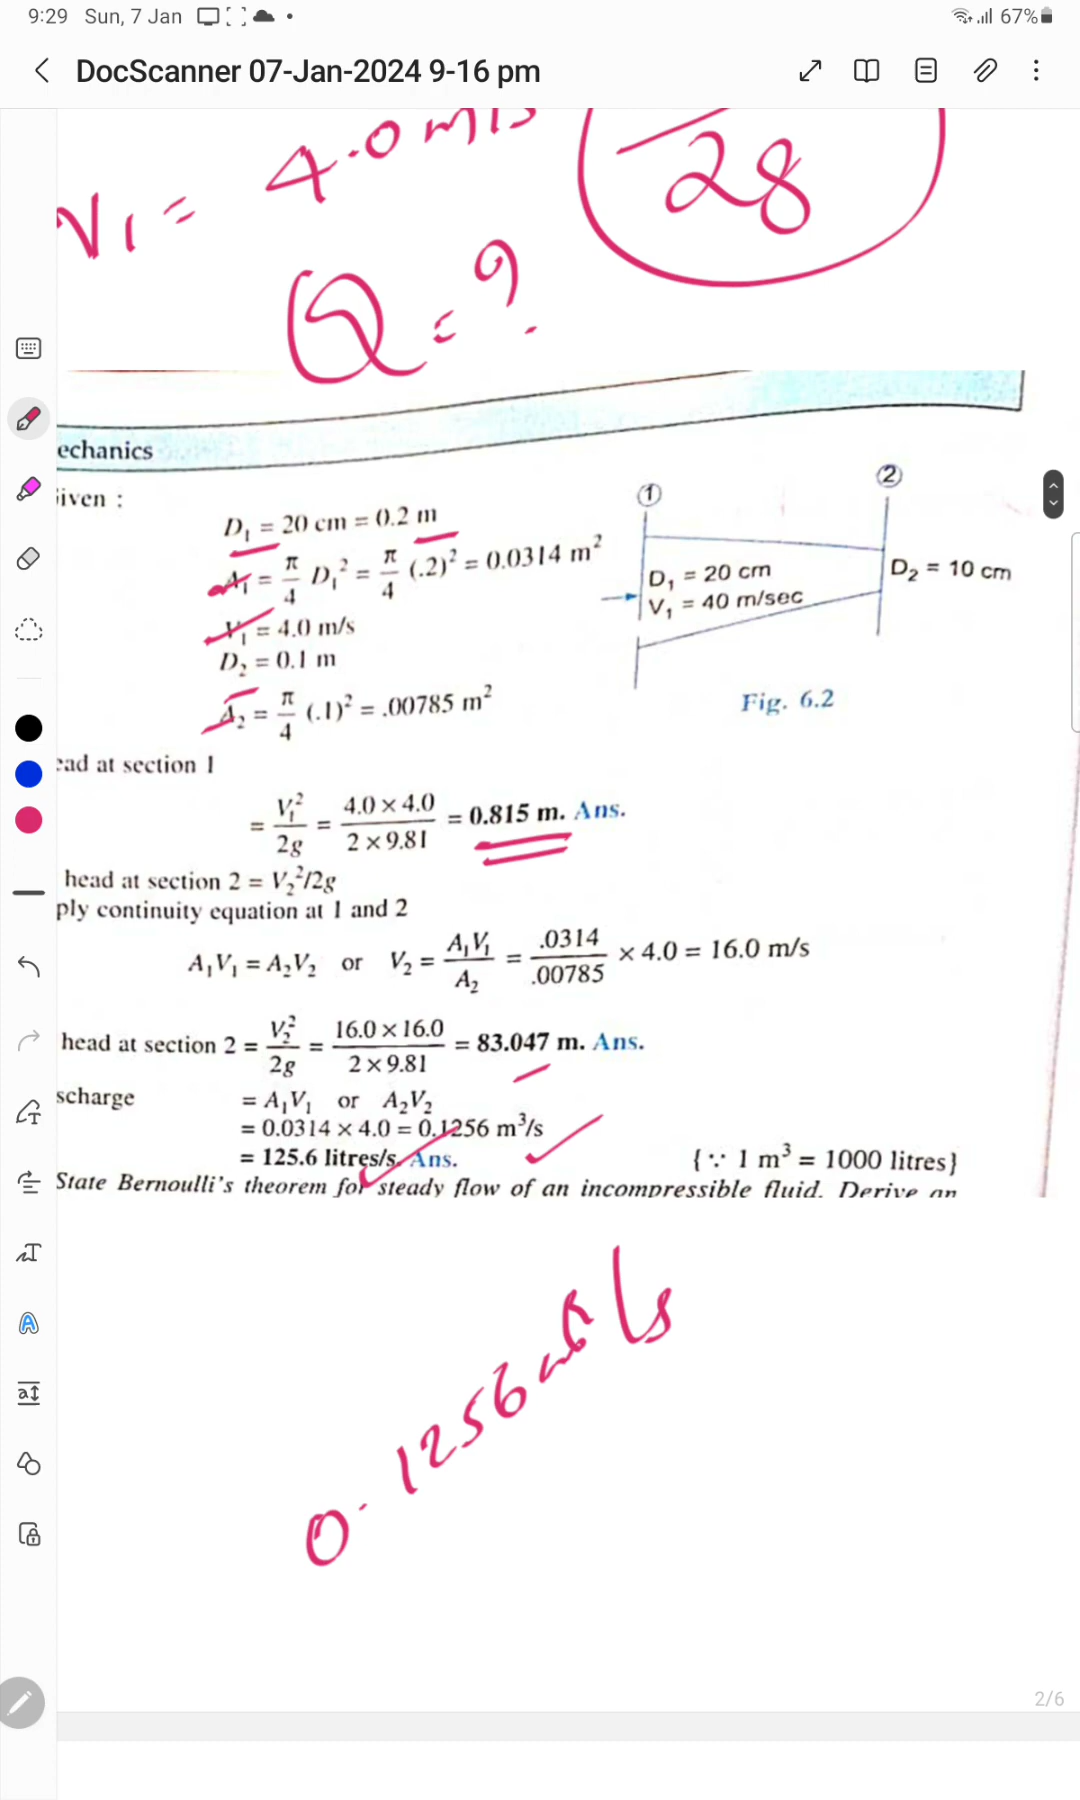 9:29 Sun, 7 Jan
67%
DocScanner 07-Jan-2024 9-16 pm
V1 = 4.0 m/s
28
Q = ?
echanics
iven :
D₁ = 20 cm = 0.2 m
A₁ = π/4 D₁² = π/4 (.2)² = 0.0314 m²
V₁ = 4.0 m/s
D₂ = 0.1 m
A₂ = π/4 (.1)² = .00785 m²
①
②
D₁ = 20 cm
V₁ = 40 m/sec
D₂ = 10 cm
Fig. 6.2
ead at section 1
= V₁²/2g = 4.0 × 4.0/2 × 9.81 = 0.815 m. Ans.
head at section 2 = V₂²/2g
ply continuity equation at 1 and 2
A₁V₁ = A₂V₂ or V₂ = A₁V₁/A₂ = .0314/.00785 × 4.0 = 16.0 m/s
head at section 2 = V₂²/2g = 16.0 × 16.0/2 × 9.81 = 83.047 m. Ans.
scharge = A₁V₁ or A₂V₂
= 0.0314 × 4.0 = 0.1256 m³/s
= 125.6 litres/s. Ans. {∵ 1 m³ = 1000 litres}
State Bernoulli's theorem for steady flow of an incompressible fluid. Derive an
0.1256 m³/s
2/6